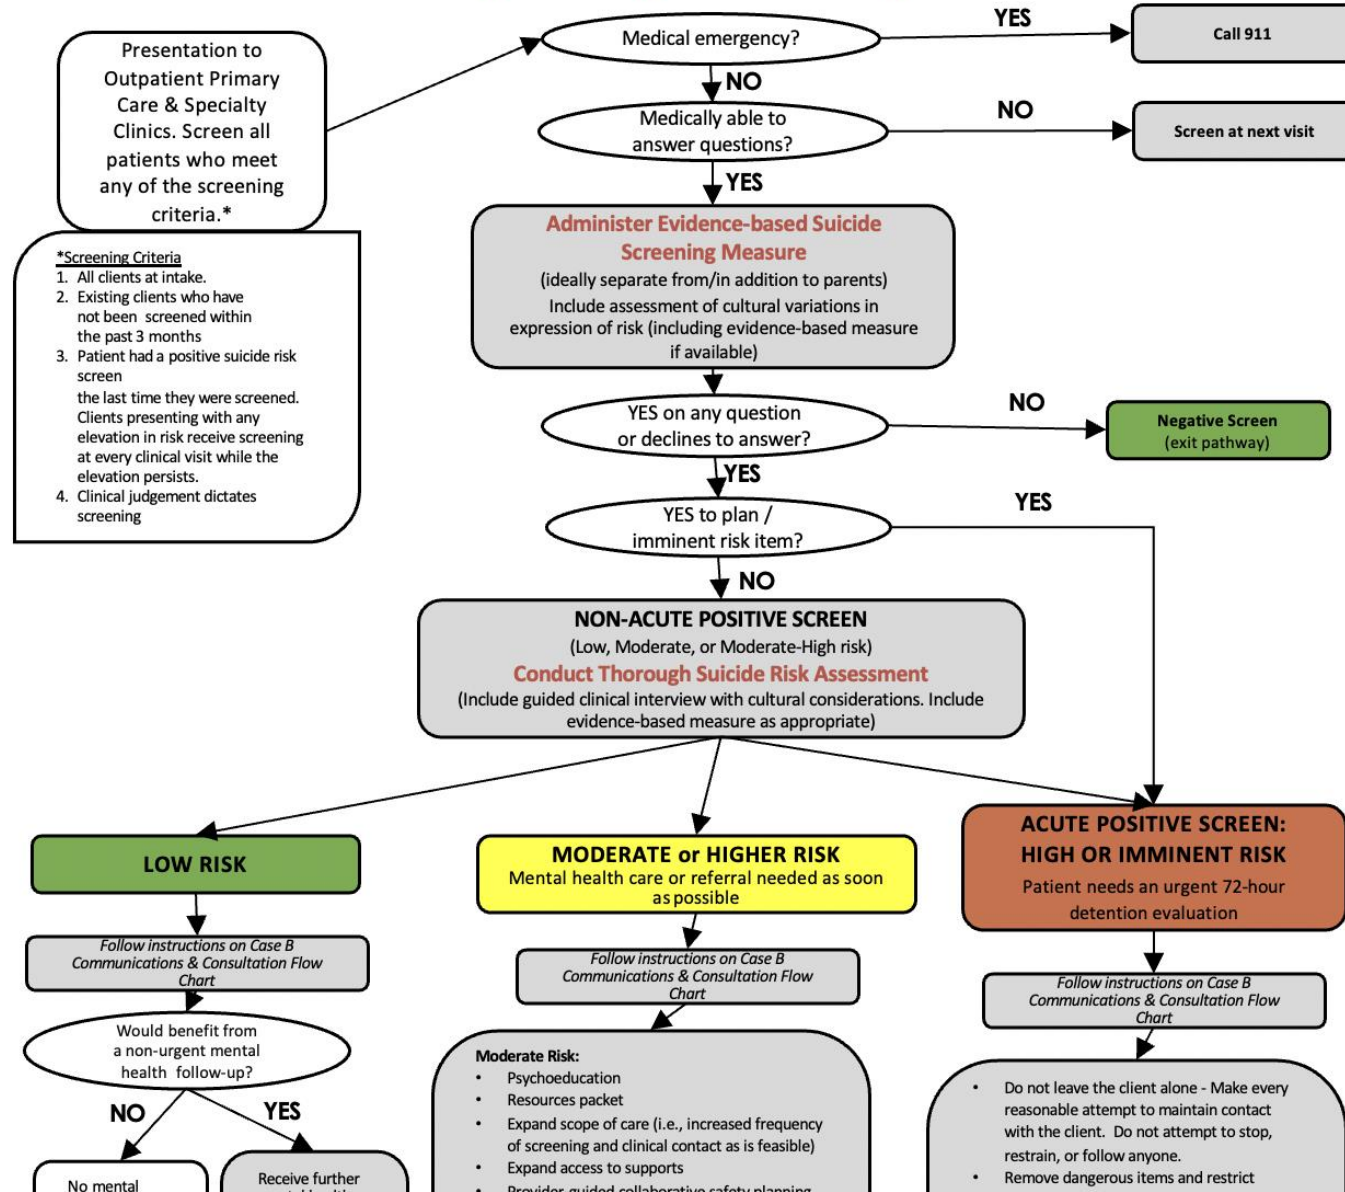 Presentation to
Outpatient Primary
Care & Specialty
Clinics. Screen all
patients who meet
any of the screening
criteria.*
*Screening Criteria
1. All clients at intake.
2. Existing clients who have
not been screened within
the past 3 months
3. Patient had a positive suicide risk
screen
the last time they were screened.
Clients presenting with any
elevation in risk receive screening
at every clinical visit while the
elevation persists.
4. Clinical judgement dictates
screening
Medical emergency?
YES
Call 911
NO
Medically able to
answer questions?
NO
Screen at next visit
YES
Administer Evidence-based Suicide
Screening Measure
(ideally separate from/in addition to parents)
Include assessment of cultural variations in
expression of risk (including evidence-based measure
if available)
YES on any question
or declines to answer?
NO
Negative Screen
(exit pathway)
YES
YES to plan /
imminent risk item?
YES
NO
NON-ACUTE POSITIVE SCREEN
(Low, Moderate, or Moderate-High risk)
Conduct Thorough Suicide Risk Assessment
(Include guided clinical interview with cultural considerations. Include
evidence-based measure as appropriate)
LOW RISK
Follow instructions on Case B
Communications & Consultation Flow
Chart
Would benefit from
a non-urgent mental
health follow-up?
NO
YES
No mental
Receive further
MODERATE or HIGHER RISK
Mental health care or referral needed as soon
as possible
Follow instructions on Case B
Communications & Consultation Flow
Chart
Moderate Risk:
• Psychoeducation
• Resources packet
• Expand scope of care (i.e., increased frequency
of screening and clinical contact as is feasible)
• Expand access to supports
• Provider-guided collaborative safety planning
ACUTE POSITIVE SCREEN:
HIGH OR IMMINENT RISK
Patient needs an urgent 72-hour
detention evaluation
Follow instructions on Case B
Communications & Consultation Flow
Chart
• Do not leave the client alone - Make every
reasonable attempt to maintain contact
with the client. Do not attempt to stop,
restrain, or follow anyone.
• Remove dangerous items and restrict